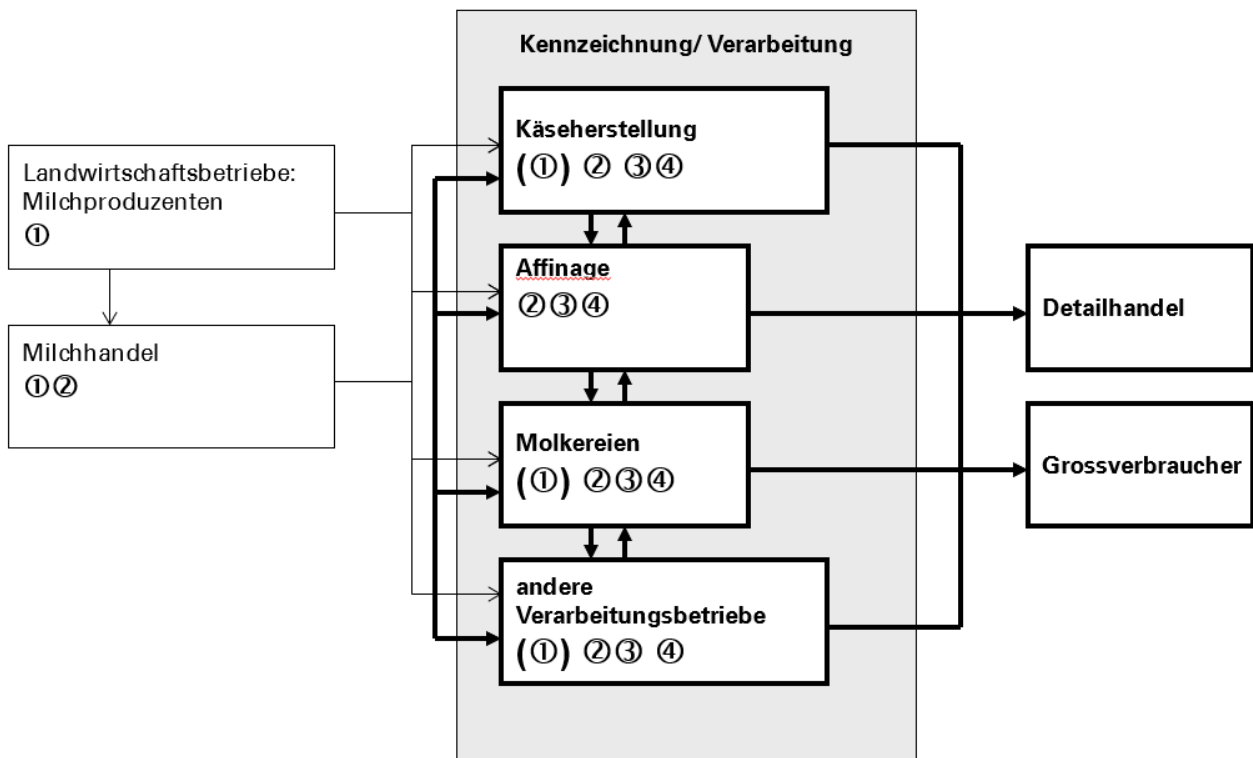 Kennzeichnung/ Verarbeitung
Landwirtschaftsbetriebe:
Milchproduzenten
①
Milchhandel
①②
Käseherstellung
(①) ② ③④
Affinage
②③④
Molkereien
(①) ②③④
andere
Verarbeitungsbetriebe
(①) ②③ ④
Detailhandel
Grossverbraucher